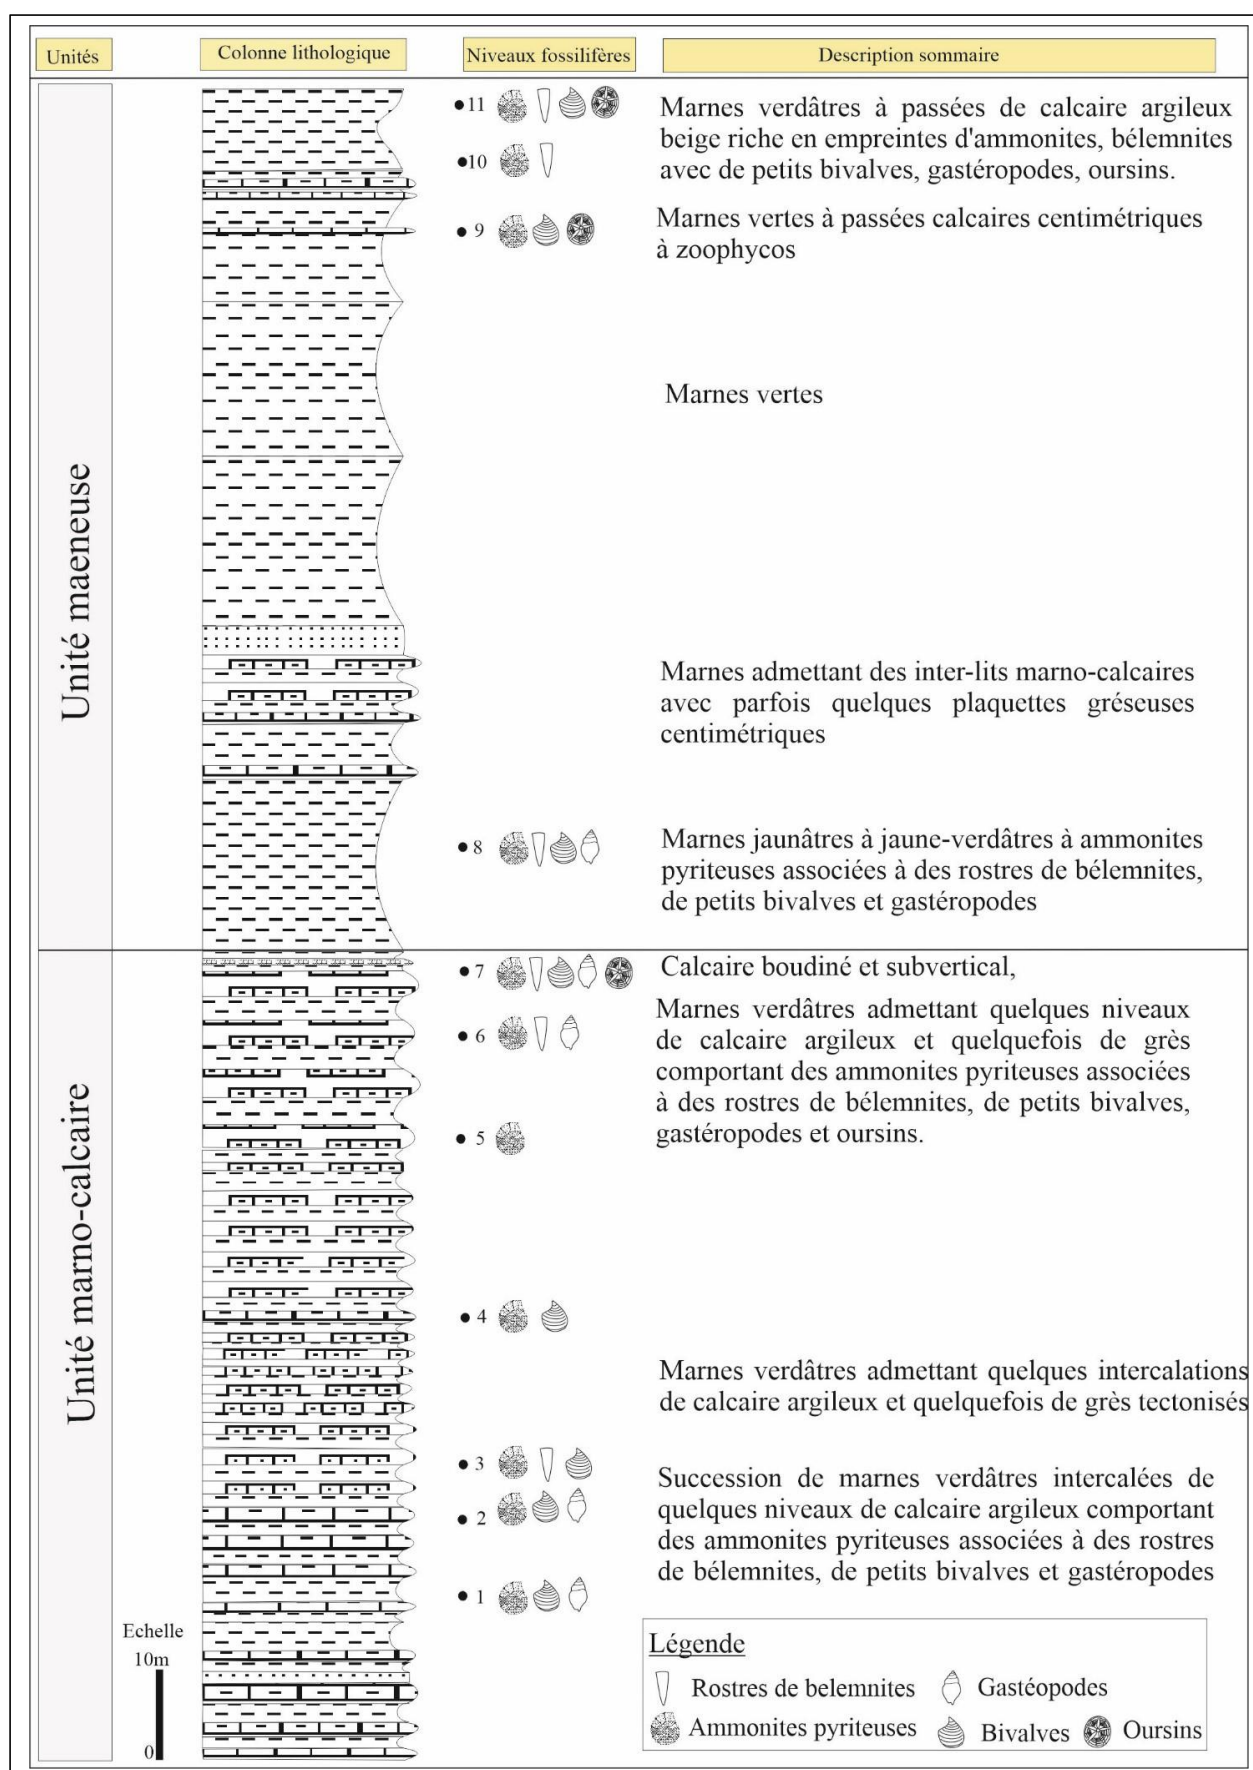 Unités
Colonne lithologique
Niveaux fossilifères
Description sommaire
Unité maeneuse
11
Marnes verdâtres à passées de calcaire argileux
beige riche en empreintes d'ammonites, bélemnites
avec de petits bivalves, gastéropodes, oursins.
10
9
Marnes vertes à passées calcaires centimétriques
à zoophycos
Marnes vertes
Marnes admettant des inter-lits marno-calcaires
avec parfois quelques plaquettes gréseuses
centimétriques
8
Marnes jaunâtres à jaune-verdâtres à ammonites
pyriteuses associées à des rostres de bélemnites,
de petits bivalves et gastéropodes
Unité marno-calcaire
7
Calcaire boudiné et subvertical,
6
Marnes verdâtres admettant quelques niveaux
de calcaire argileux et quelquefois de grès
comportant des ammonites pyriteuses associées
à des rostres de bélemnites, de petits bivalves,
gastéropodes et oursins.
5
4
Marnes verdâtres admettant quelques intercalations
de calcaire argileux et quelquefois de grès tectonisés
3
2
Succession de marnes verdâtres intercalées de
quelques niveaux de calcaire argileux comportant
des ammonites pyriteuses associées à des rostres
de bélemnites, de petits bivalves et gastéropodes
1
Echelle
10m
0
Légende
Rostres de belemnites
Gastéopodes
Ammonites pyriteuses
Bivalves
Oursins